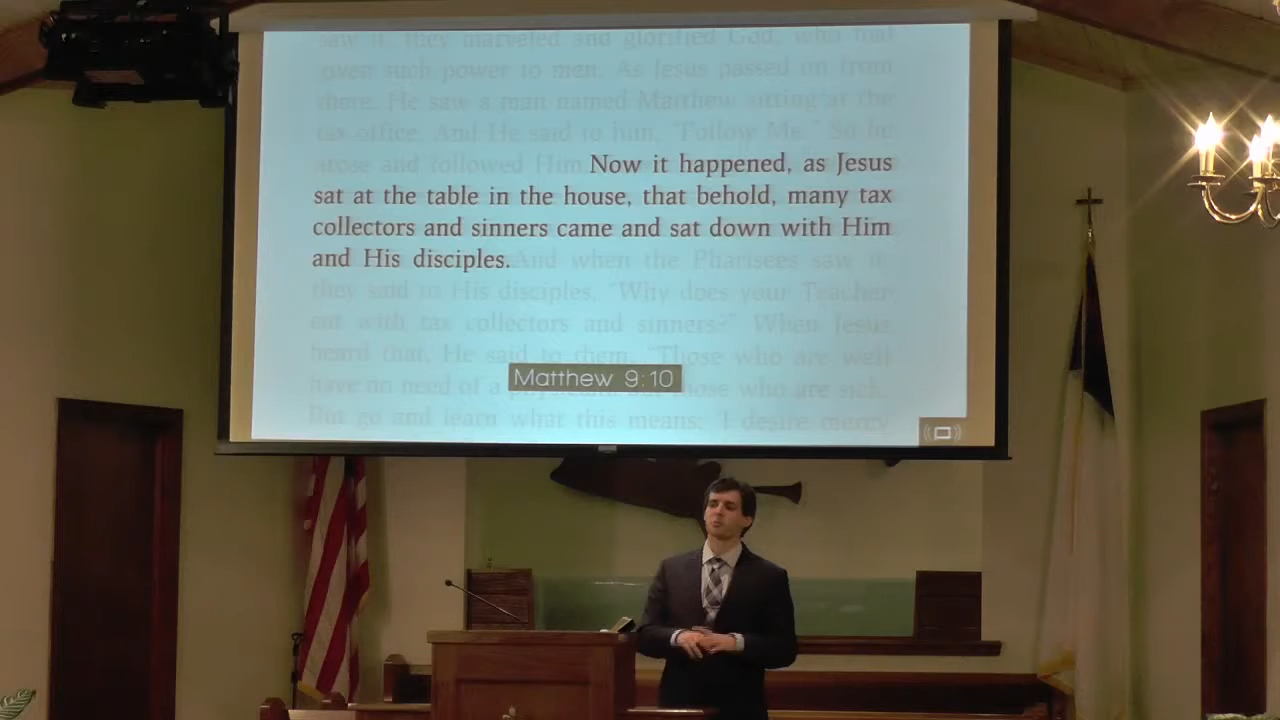 saw it, they marveled and glorified God, who had
given such power to men. As Jesus passed on from
there, He saw a man named Matthew sitting at the
tax office. And He said to him, "Follow Me." So he
arose and followed Him. Now it happened, as Jesus
sat at the table in the house, that behold, many tax
collectors and sinners came and sat down with Him
and His disciples. And when the Pharisees saw it,
they said to His disciples, "Why does your Teacher
eat with tax collectors and sinners?" When Jesus
heard that, He said to them, "Those who are well
have no need of a physician, but those who are sick.
Matthew 9:10
But go and learn what this means: 'I desire mercy